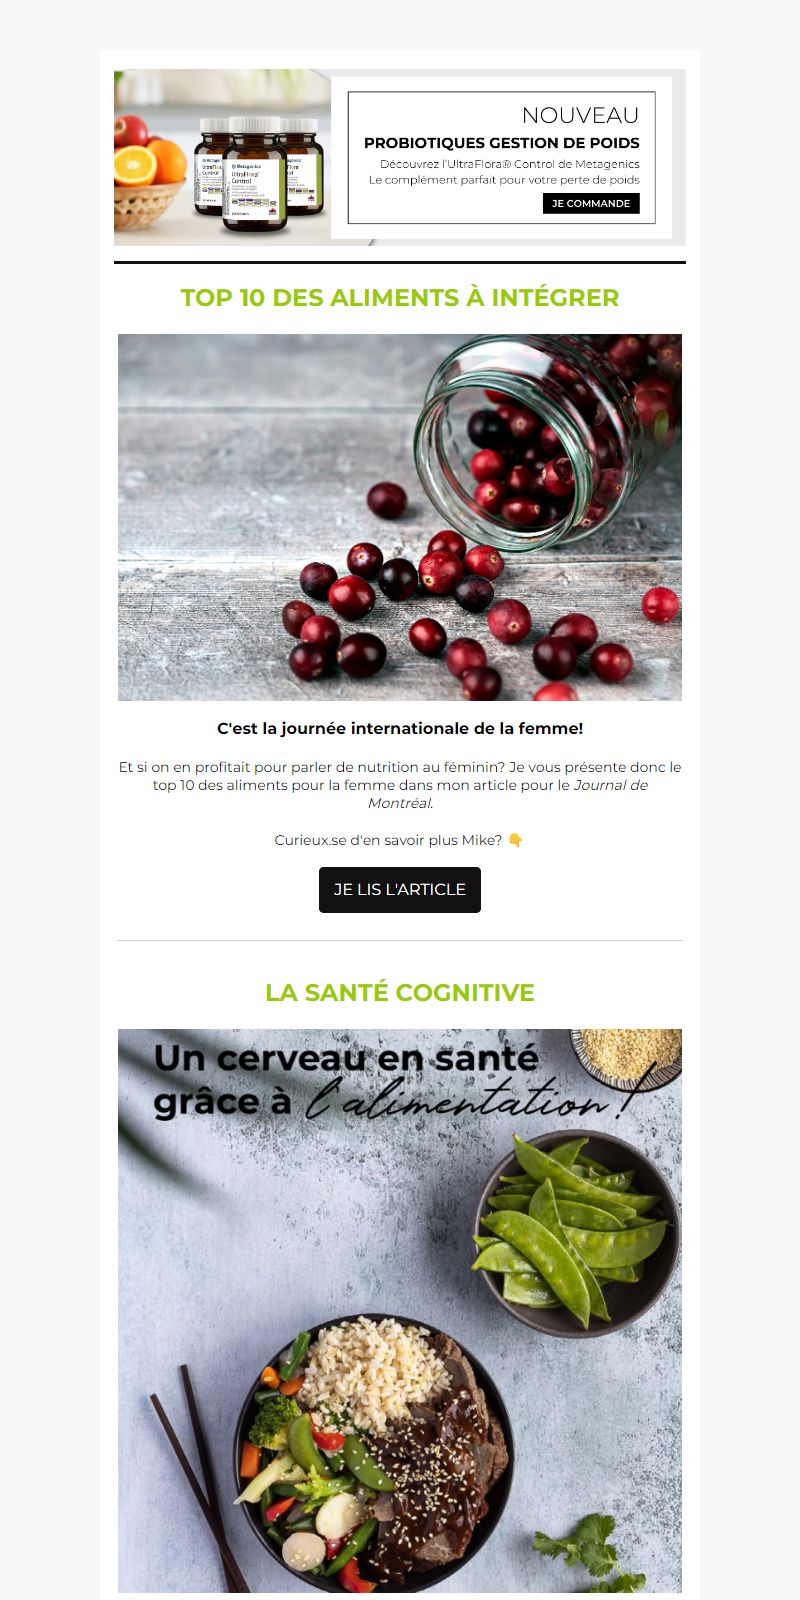 NOUVEAU
PROBIOTIQUES GESTION DE POIDS
Découvrez l'UltraFlora® Control de Metagenics
Le complément parfait pour votre perte de poids
JE COMMANDE
Metagenics
UltraFlora
Control
TOP 10 DES ALIMENTS À INTÉGRER
C'est la journée internationale de la femme!
Et si on en profitait pour parler de nutrition au féminin? Je vous présente donc le
top 10 des aliments pour la femme dans mon article pour le Journal de
Montréal.
Curieux.se d'en savoir plus Mike? 👇
JE LIS L'ARTICLE
LA SANTÉ COGNITIVE
Un cerveau en santé
grâce à l'alimentation!